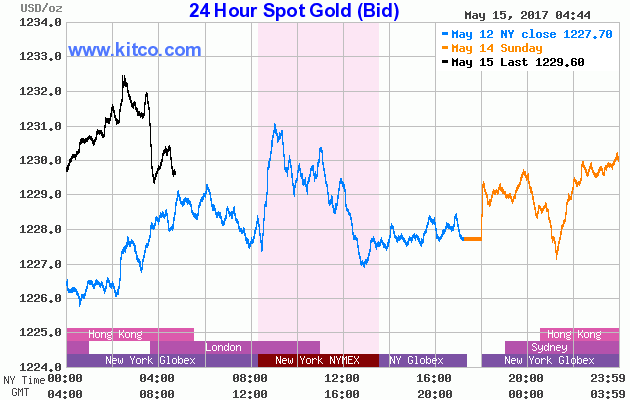 USD/oz
24 Hour Spot Gold (Bid)
May 15, 2017 04:44
www.kitco.com
May 12 NY close 1227.70
May 14 Sunday
May 15 Last 1229.60
1234.0
1233.0
1232.0
1231.0
1230.0
1229.0
1228.0
1227.0
1226.0
1225.0
1224.0
Hong Kong
Hong Kong
London
Sydney
New York Globex
New York NYMEX
NY Globex
New York Globex
NY Time 00:00 04:00 08:00 12:00 16:00 20:00 23:59
GMT 04:00 08:00 12:00 16:00 20:00 00:00 03:59